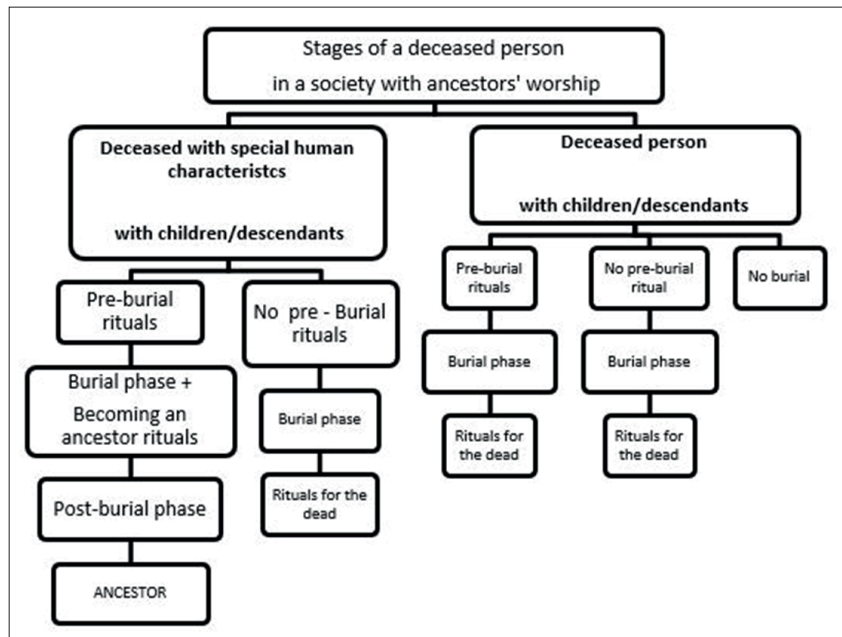 Stages of a deceased person
in a society with ancestors' worship
Deceased with special human
characteristcs
with children/descendants
Deceased person
with children/descendants
Pre-burial
rituals
No pre - Burial
rituals
Pre-burial
rituals
No pre-burial
ritual
No burial
Burial phase +
Becoming an
ancestor rituals
Burial phase
Burial phase
Burial phase
Post-burial phase
Rituals for the
dead
Rituals for
the dead
Rituals for
the dead
ANCESTOR